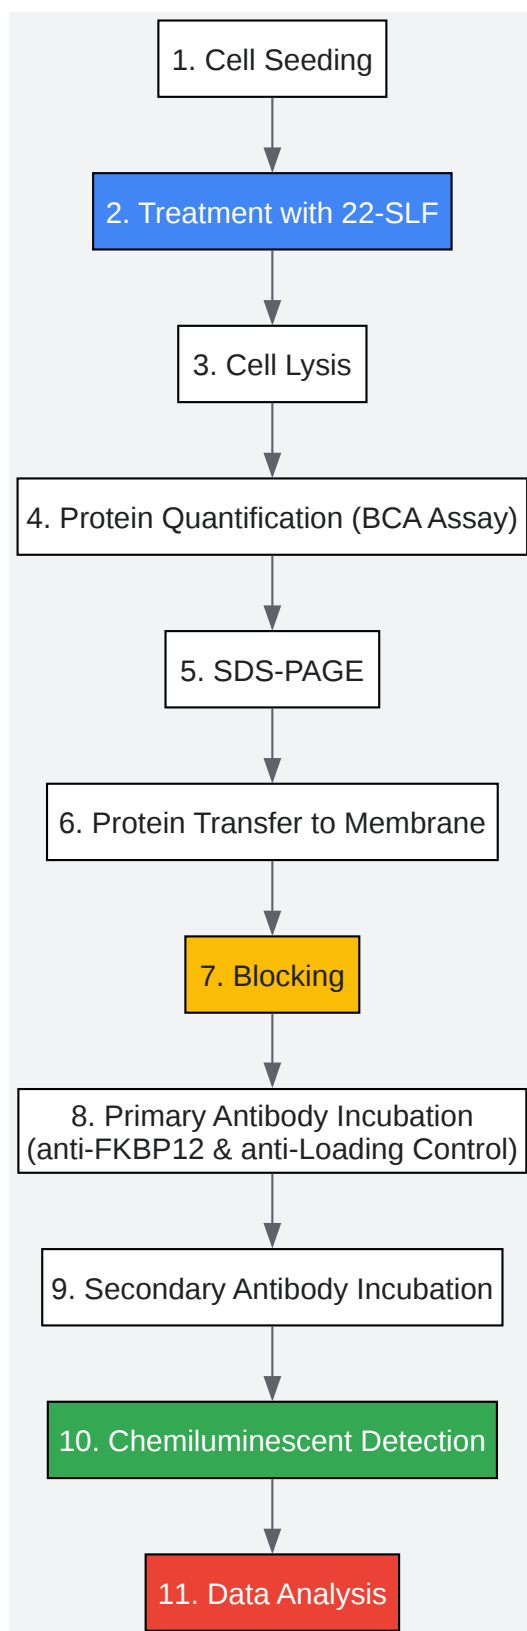 1. Cell Seeding
2. Treatment with 22-SLF
3. Cell Lysis
4. Protein Quantification (BCA Assay)
5. SDS-PAGE
6. Protein Transfer to Membrane
7. Blocking
8. Primary Antibody Incubation
(anti-FKBP12 & anti-Loading Control)
9. Secondary Antibody Incubation
10. Chemiluminescent Detection
11. Data Analysis